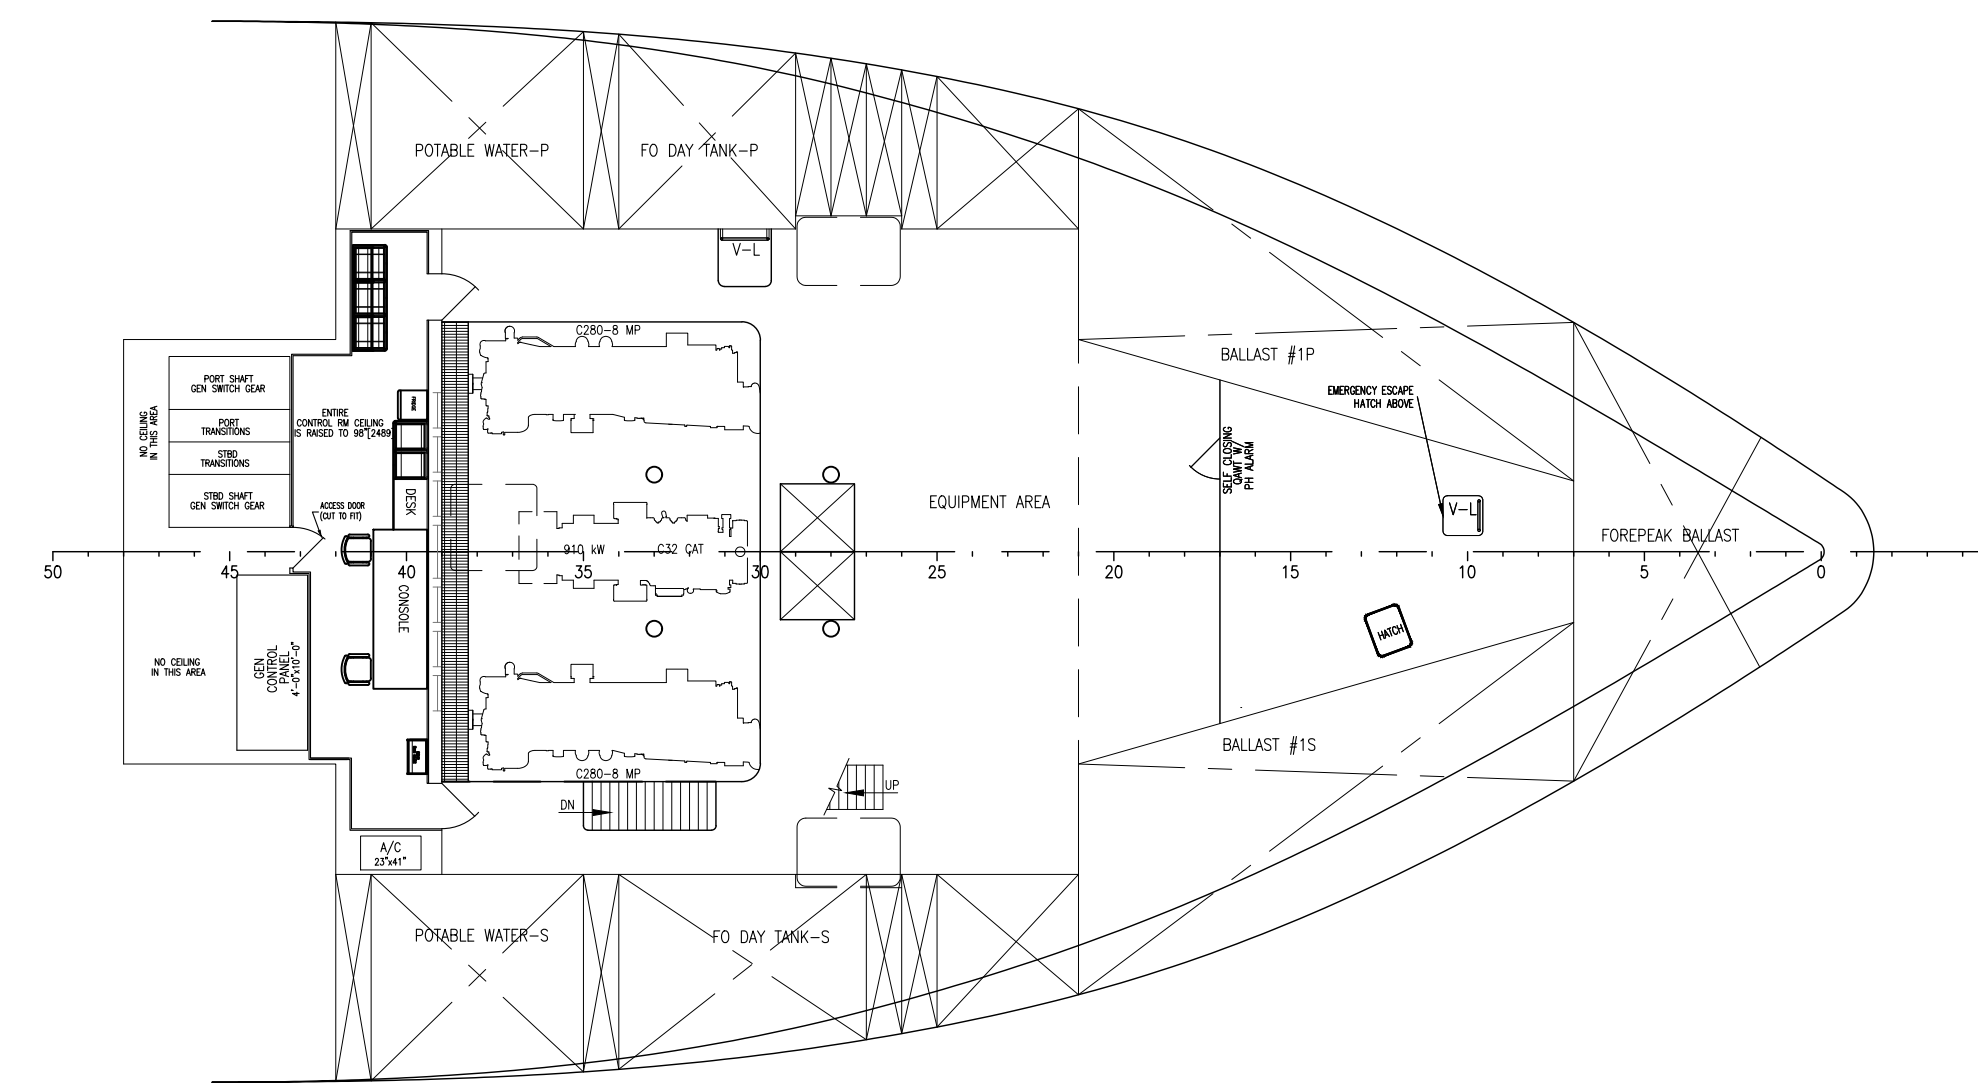 POTABLE WATER-P
FO DAY TANK-P
V-L
C280-8 MP
PORT SHAFT
GEN SWITCH GEAR
PORT
TRANSITIONS
STBD
TRANSITIONS
STBD SHAFT
GEN SWITCH GEAR
NO CEILING
IN THIS AREA
ENTIRE
CONTROL RM CEILING
IS RAISED TO 98"[2489
FRIDGE
ACCESS DOOR
(CUT TO FIT)
DESK
CONSOLE
910 kW
C32 CAT
EQUIPMENT AREA
BALLAST #1P
EMERGENCY ESCAPE
HATCH ABOVE
SELF CLOSING
QAWT W/
PH ALARM
V-L
FOREPEAK BALLAST
50
45
40
35
30
25
20
15
10
5
0
HATCH
NO CEILING
IN THIS AREA
GEN
CONTROL
PANEL
4'-0"x10'-0"
BALLAST #1S
C280-8 MP
DN
UP
A/C
23"x41"
POTABLE WATER-S
FO DAY TANK-S